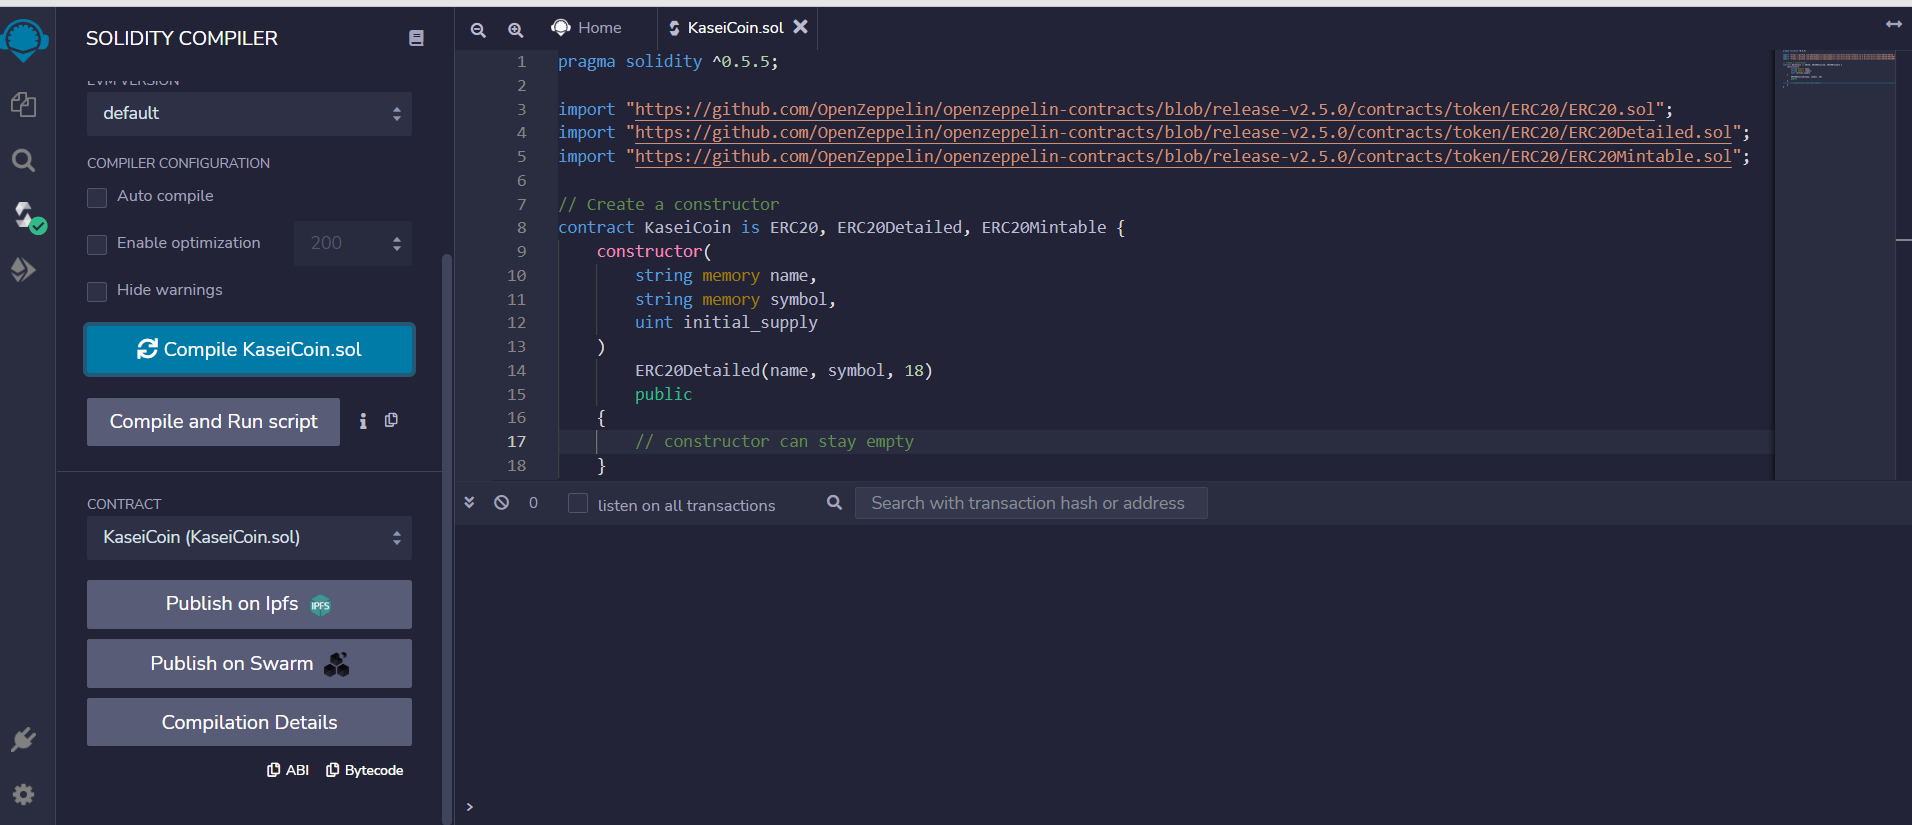 SOLIDITY COMPILER
EVM VERSION
default
COMPILER CONFIGURATION
Auto compile
Enable optimization
200
Hide warnings
Compile KaseiCoin.sol
Compile and Run script
CONTRACT
KaseiCoin (KaseiCoin.sol)
Publish on Ipfs
IPFS
Publish on Swarm
Compilation Details
ABI Bytecode
Home KaseiCoin.sol
1 pragma solidity ^0.5.5;
2
3 import "https://github.com/OpenZeppelin/openzeppelin-contracts/blob/release-v2.5.0/contracts/token/ERC20/ERC20.sol";
4 import "https://github.com/OpenZeppelin/openzeppelin-contracts/blob/release-v2.5.0/contracts/token/ERC20/ERC20Detailed.sol";
5 import "https://github.com/OpenZeppelin/openzeppelin-contracts/blob/release-v2.5.0/contracts/token/ERC20/ERC20Mintable.sol";
6
7 // Create a constructor
8 contract KaseiCoin is ERC20, ERC20Detailed, ERC20Mintable {
9 constructor(
10 string memory name,
11 string memory symbol,
12 uint initial_supply
13 )
14 ERC20Detailed(name, symbol, 18)
15 public
16 {
17 // constructor can stay empty
18 }
0 listen on all transactions Search with transaction hash or address
>